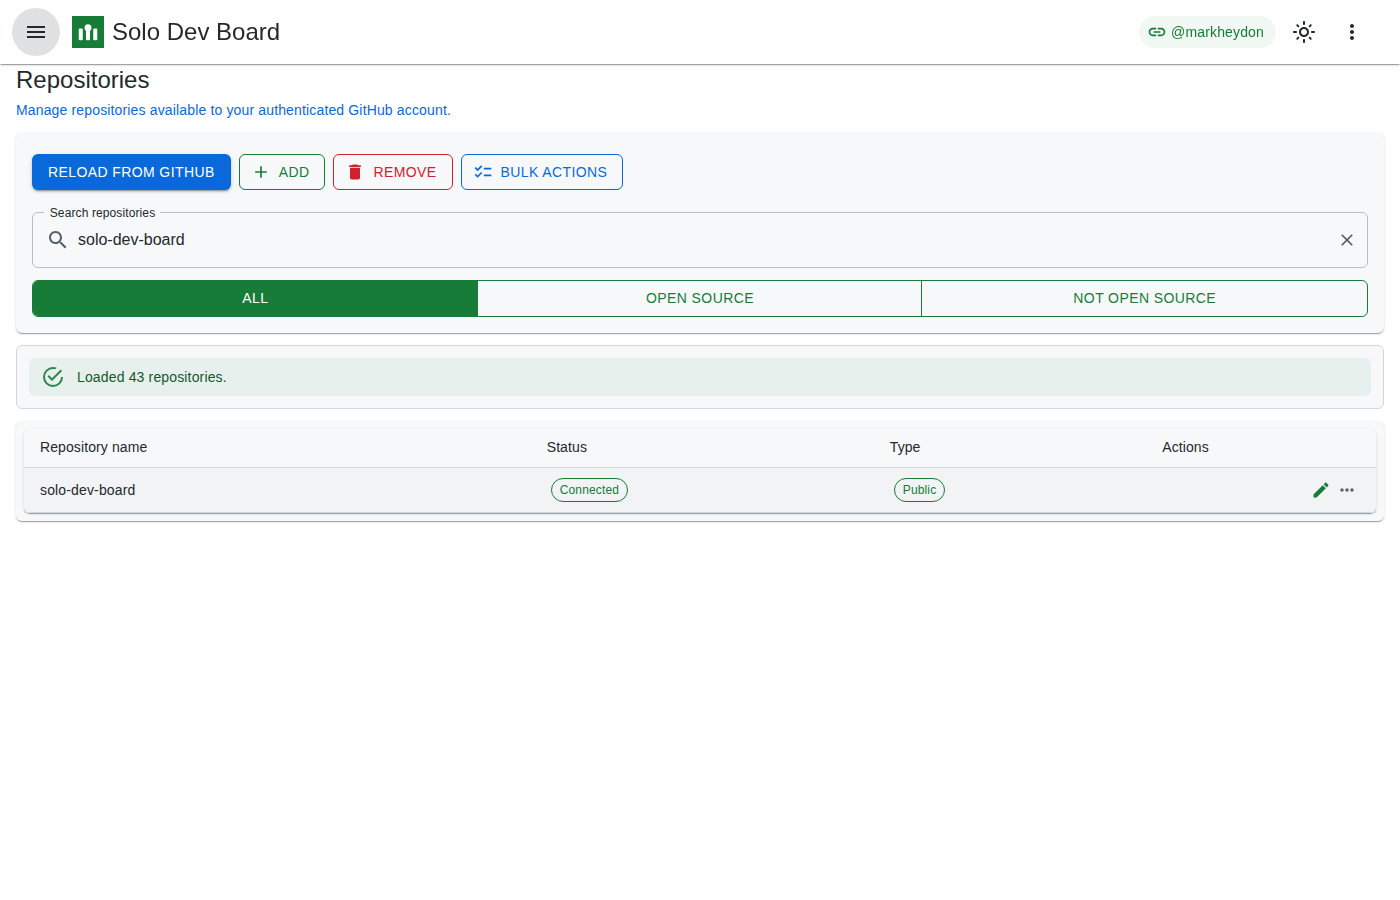 Solo Dev Board
@markheydon
Repositories
Manage repositories available to your authenticated GitHub account.
RELOAD FROM GITHUB
ADD
REMOVE
BULK ACTIONS
Search repositories
solo-dev-board
ALL
OPEN SOURCE
NOT OPEN SOURCE
Loaded 43 repositories.
Repository name
Status
Type
Actions
solo-dev-board
Connected
Public